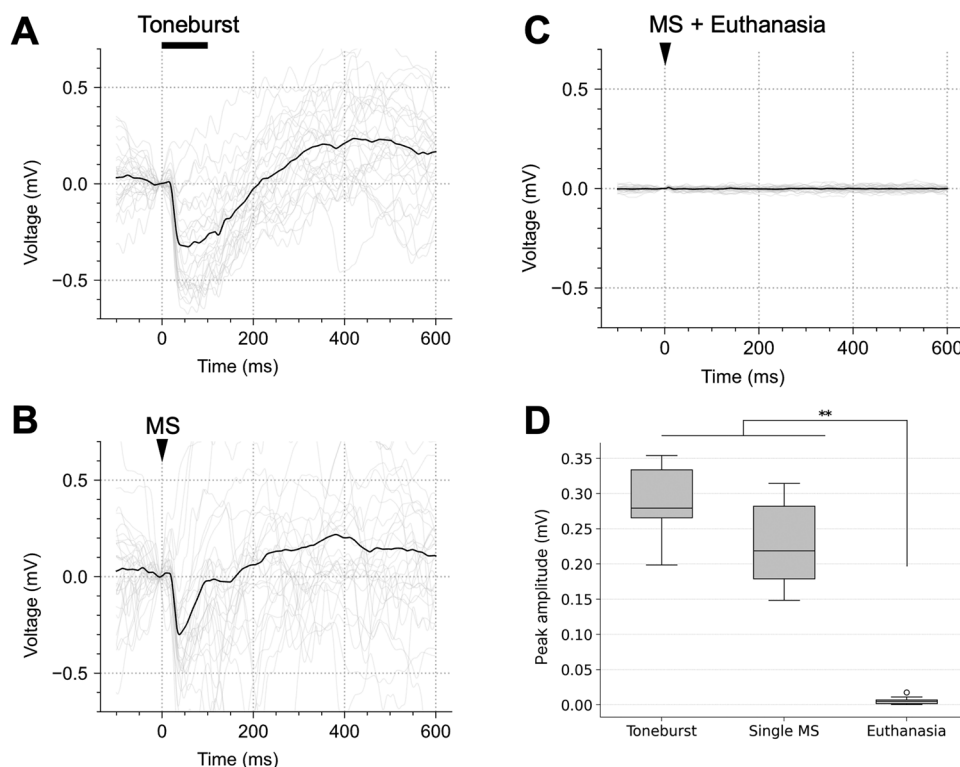 A
Toneburst
0.5
0.0
−0.5
Voltage (mV)
0
200
400
600
Time (ms)
B
MS
0.5
0.0
−0.5
Voltage (mV)
0
200
400
600
Time (ms)
C
MS + Euthanasia
0.5
0.0
−0.5
Voltage (mV)
0
200
400
600
Time (ms)
D
**
0.35
0.30
0.25
0.20
0.15
0.10
0.05
0.00
Peak amplitude (mV)
Toneburst
Single MS
Euthanasia